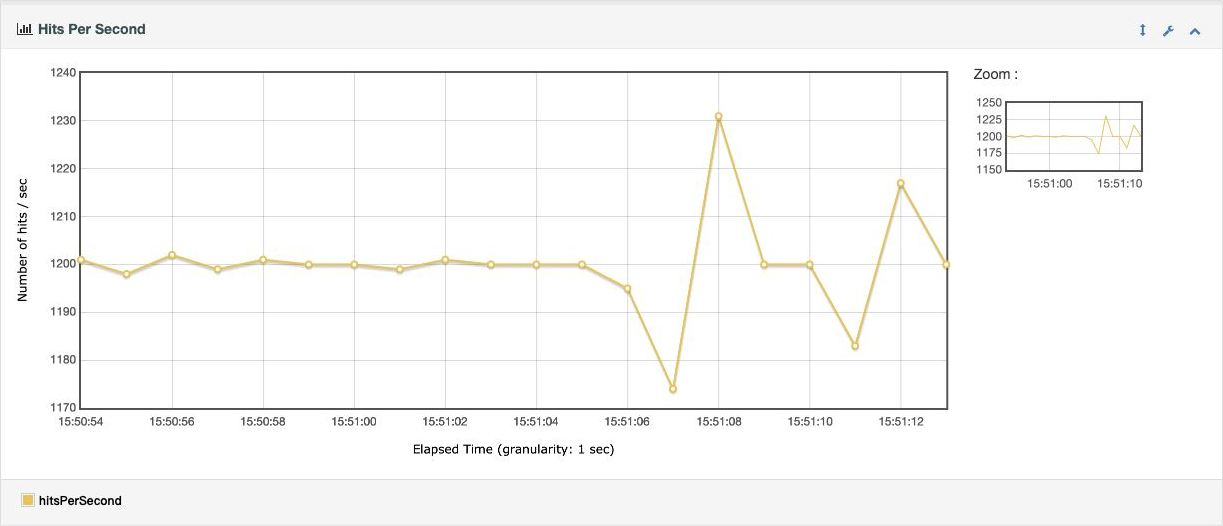 Hits Per Second
1240
1230
1220
1210
1200
1190
1180
1170
Number of hits / sec
15:50:54 15:50:56 15:50:58 15:51:00 15:51:02 15:51:04 15:51:06 15:51:08 15:51:10 15:51:12
Elapsed Time (granularity: 1 sec)
Zoom :
1250
1225
1200
1175
1150
15:51:00 15:51:10
hitsPerSecond